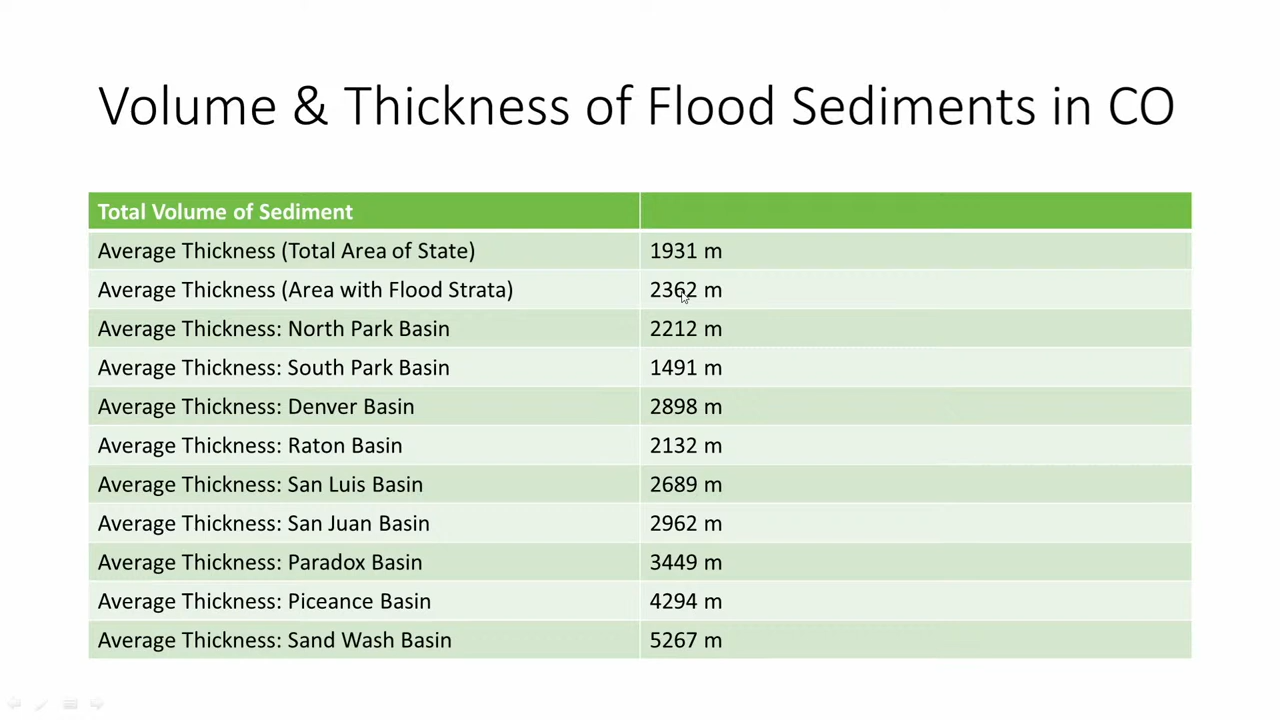 Volume & Thickness of Flood Sediments in CO
Total Volume of Sediment
Average Thickness (Total Area of State) 1931 m
Average Thickness (Area with Flood Strata) 2362 m
Average Thickness: North Park Basin 2212 m
Average Thickness: South Park Basin 1491 m
Average Thickness: Denver Basin 2898 m
Average Thickness: Raton Basin 2132 m
Average Thickness: San Luis Basin 2689 m
Average Thickness: San Juan Basin 2962 m
Average Thickness: Paradox Basin 3449 m
Average Thickness: Piceance Basin 4294 m
Average Thickness: Sand Wash Basin 5267 m